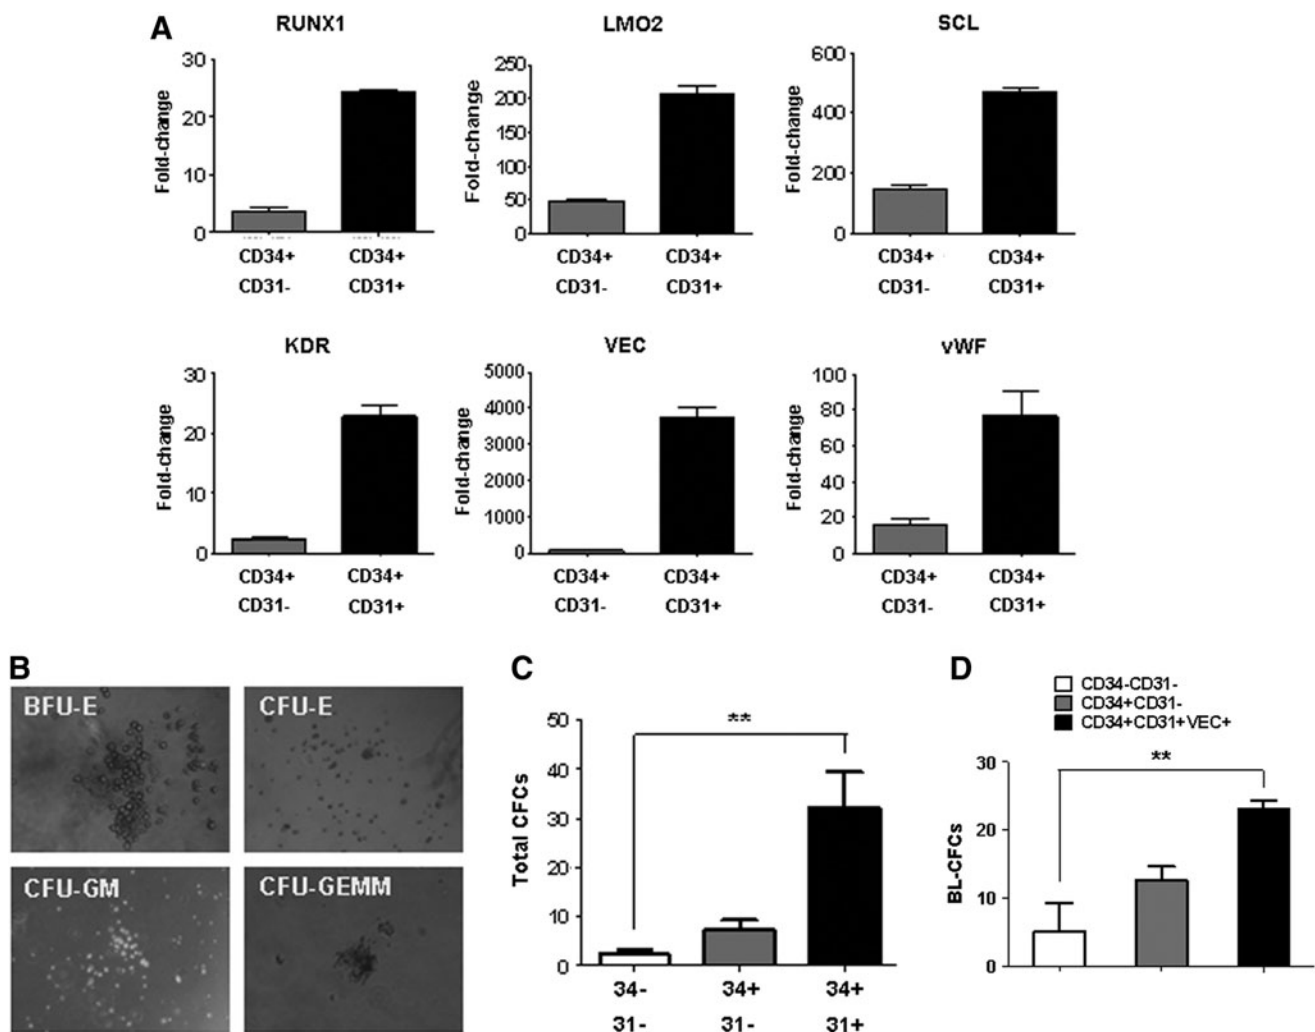 A
RUNX1
LMO2
SCL
Fold-change
30
20
10
0
CD34+
CD31-
CD34+
CD31+
Fold-change
250
200
150
100
50
0
CD34+
CD31-
CD34+
CD31+
Fold-change
600
400
200
0
CD34+
CD31-
CD34+
CD31+
KDR
VEC
vWF
Fold-change
30
20
10
0
CD34+
CD31-
CD34+
CD31+
Fold-change
5000
4000
3000
2000
1000
0
CD34+
CD31-
CD34+
CD31+
Fold-change
100
80
60
40
20
0
CD34+
CD31-
CD34+
CD31+
B
BFU-E
CFU-E
CFU-GM
CFU-GEMM
C
Total CFCs
50
40
30
20
10
0
**
34-
31-
34+
31-
34+
31+
D
CD34-CD31-
CD34+CD31-
CD34+CD31+VEC+
BL-CFCs
30
20
10
0
**